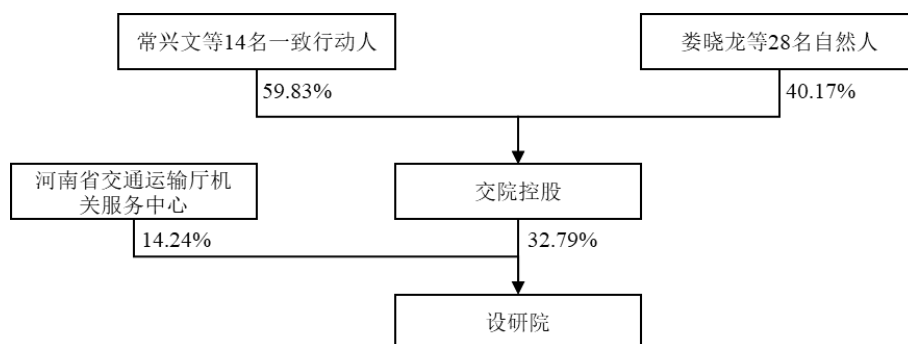 常兴文等14名一致行动人
娄晓龙等28名自然人
59.83%
40.17%
河南省交通运输厅机
关服务中心
交院控股
14.24%
32.79%
设研院